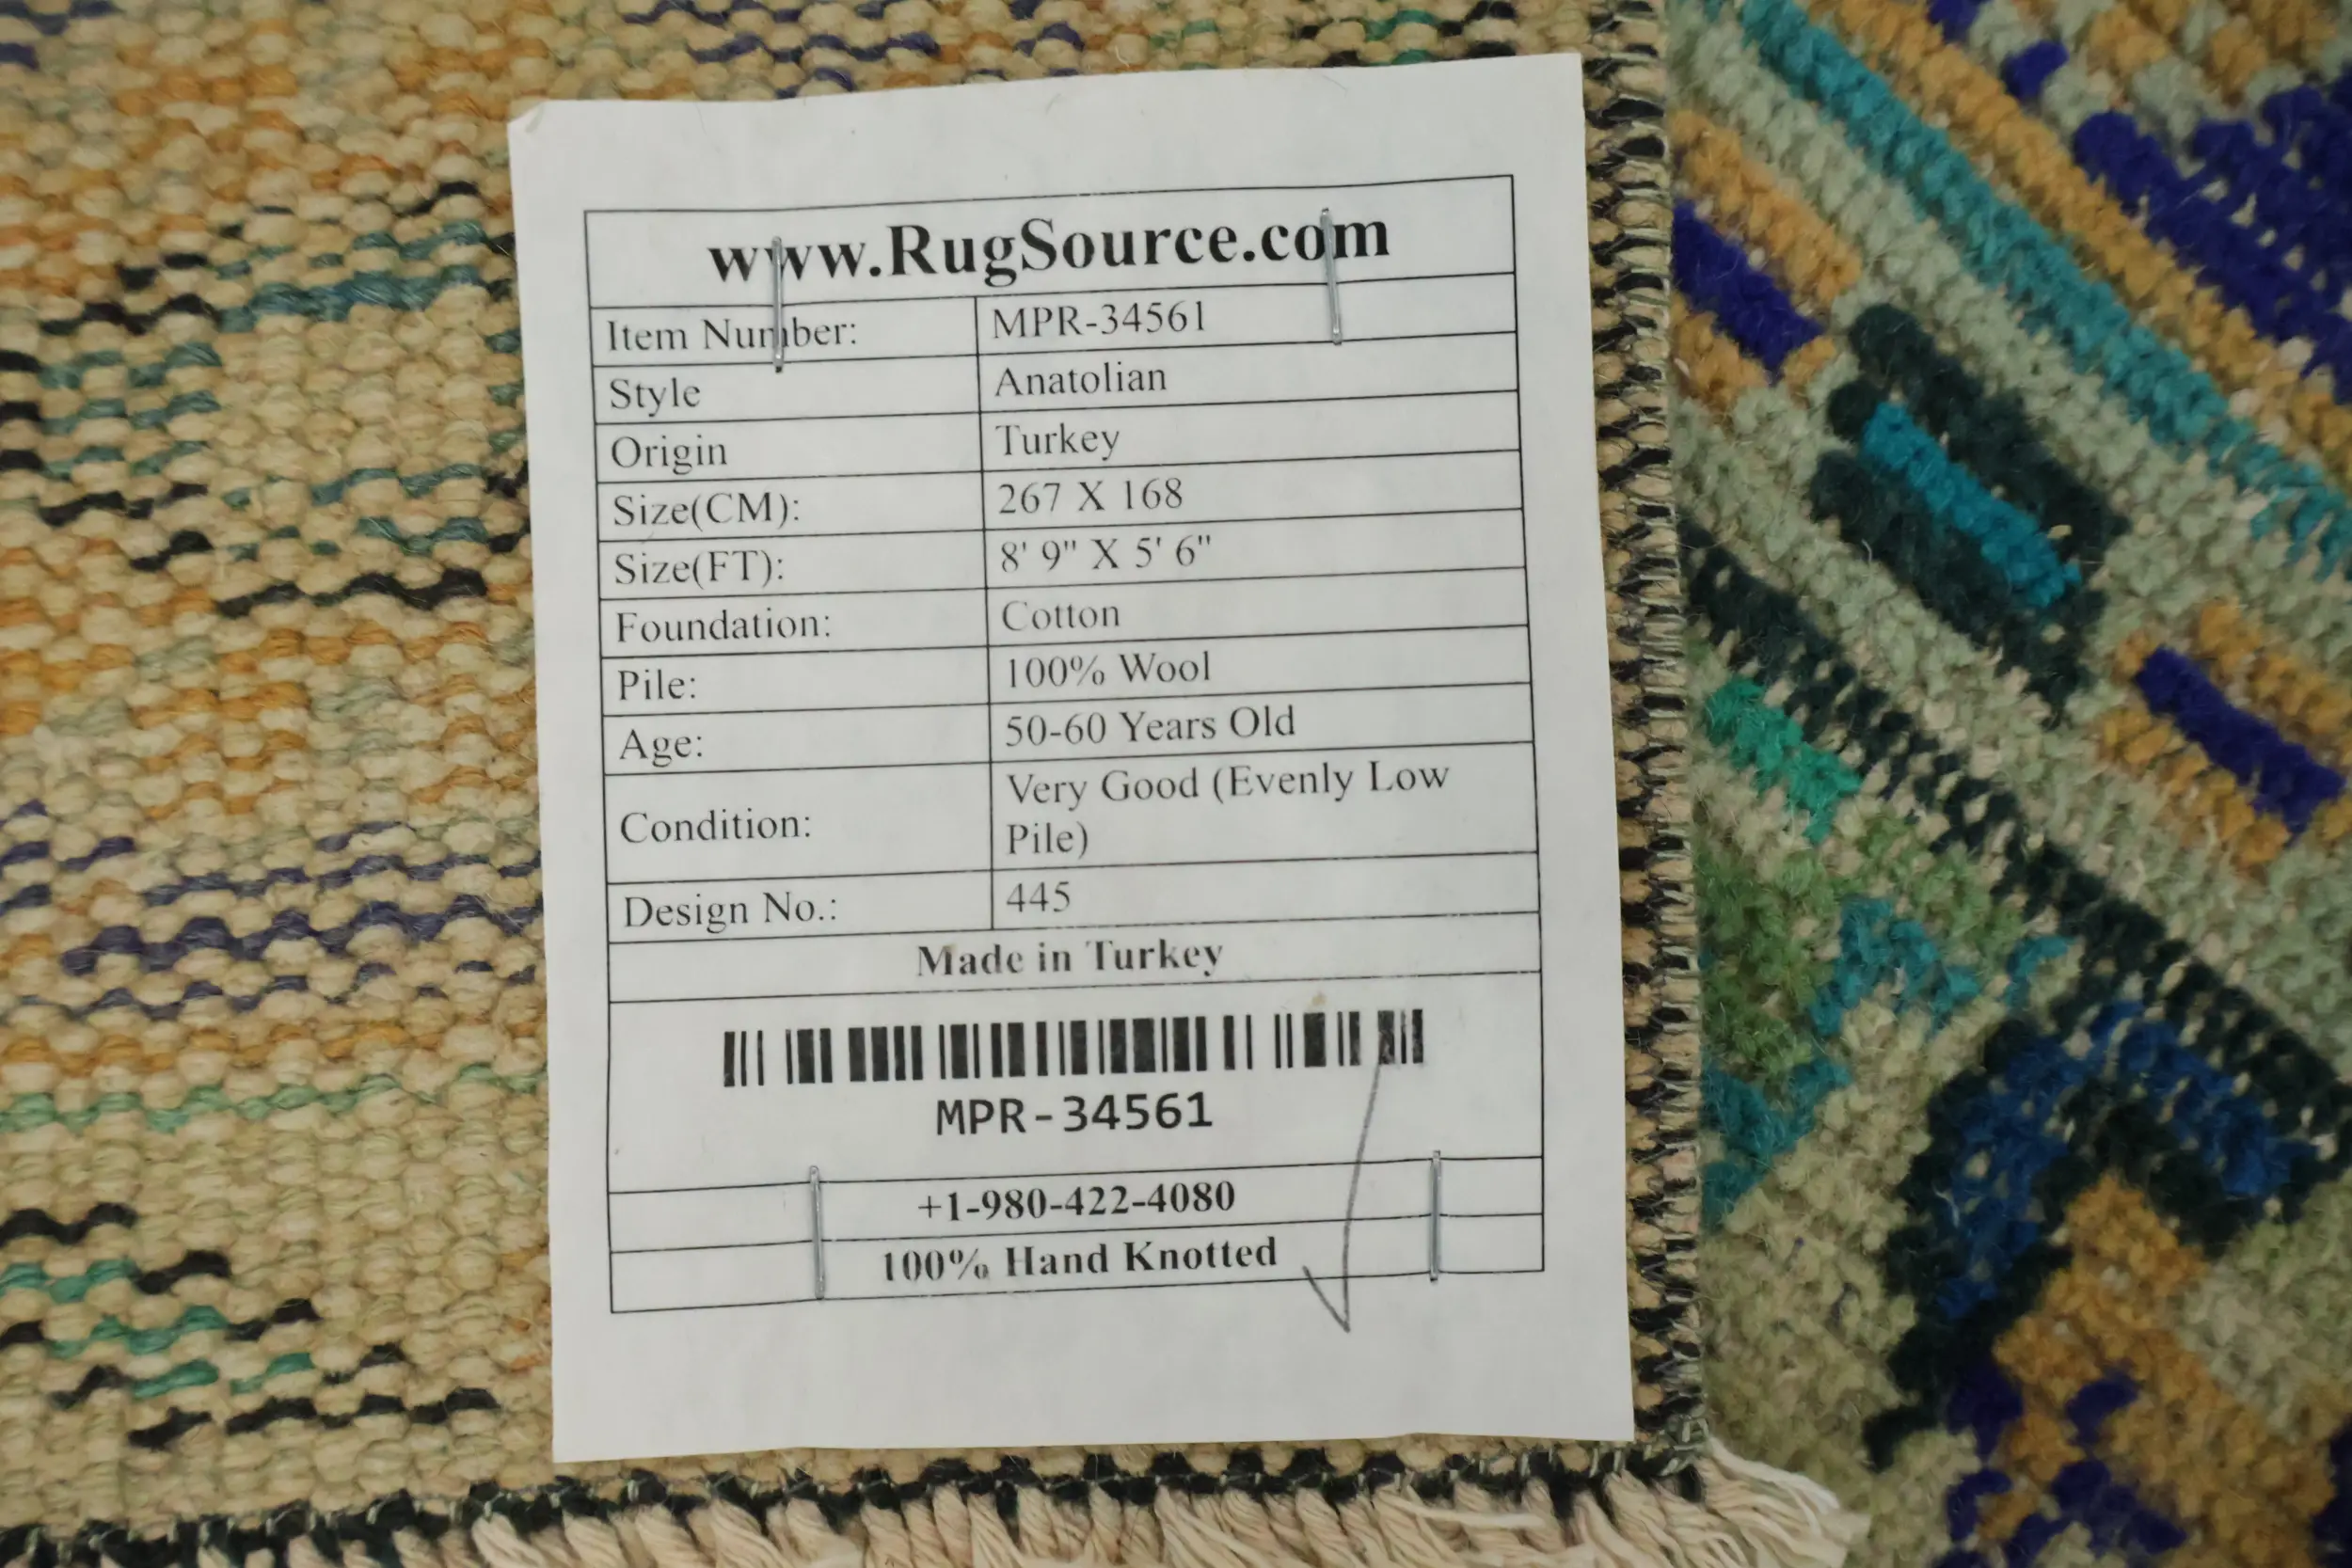 www.RugSource.com
Item Number: MPR-34561
Style Anatolian
Origin Turkey
Size(CM): 267 X 168
Size(FT): 8' 9" X 5' 6"
Foundation: Cotton
Pile: 100% Wool
Age: 50-60 Years Old
Condition: Very Good (Evenly Low
Pile)
Design No.: 445
Made in Turkey
MPR-34561
+1-980-422-4080
100% Hand Knotted